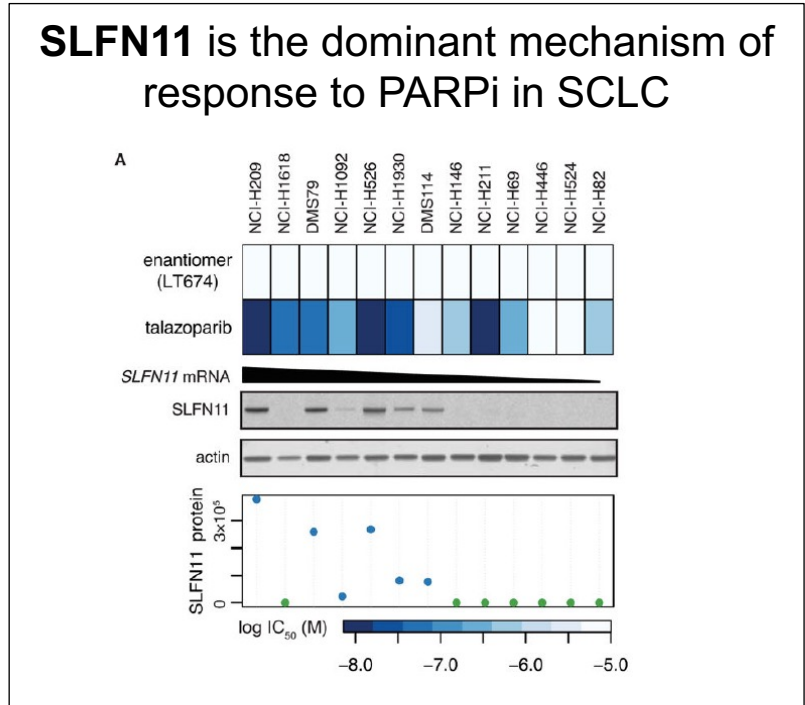 SLFN11 is the dominant mechanism of
response to PARPi in SCLC
A
NCI-H209
NCI-H1618
DMS79
NCI-H1092
NCI-H526
NCI-H1930
DMS114
NCI-H146
NCI-H211
NCI-H69
NCI-H446
NCI-H524
NCI-H82
enantiomer
(LT674)
talazoparib
SLFN11 mRNA
SLFN11
actin
SLFN11 protein
3×10⁵
0
log IC₅₀ (M)
−8.0 −7.0 −6.0 −5.0